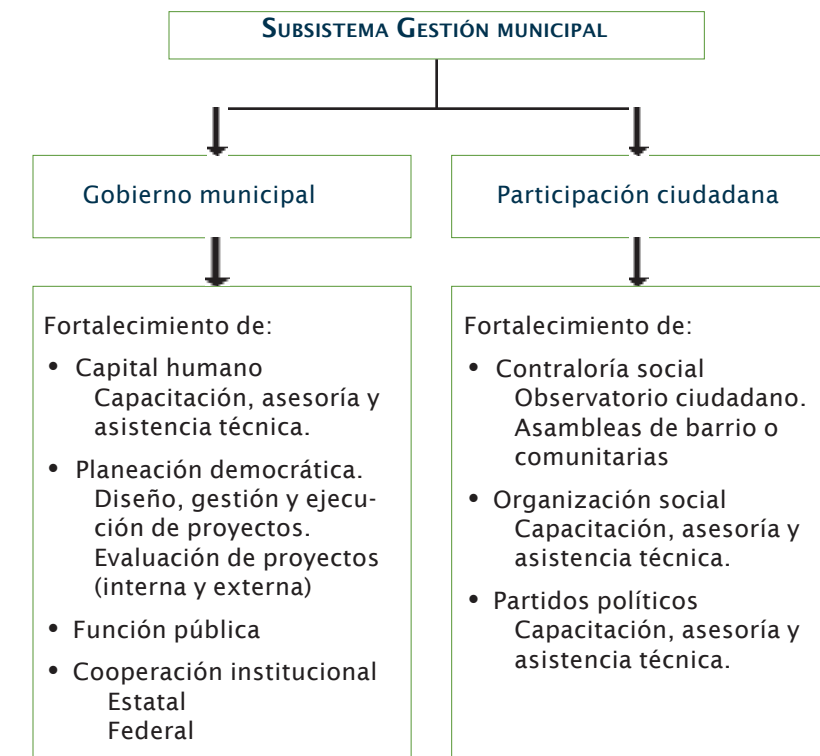 SUBSISTEMA GESTIÓN MUNICIPAL
Gobierno municipal
Participación ciudadana
Fortalecimiento de:
• Capital humano
Capacitación, asesoría y
asistencia técnica.
• Planeación democrática.
Diseño, gestión y ejecu-
ción de proyectos.
Evaluación de proyectos
(interna y externa)
• Función pública
• Cooperación institucional
Estatal
Federal
Fortalecimiento de:
• Contraloría social
Observatorio ciudadano.
Asambleas de barrio o
comunitarias
• Organización social
Capacitación, asesoría y
asistencia técnica.
• Partidos políticos
Capacitación, asesoría y
asistencia técnica.